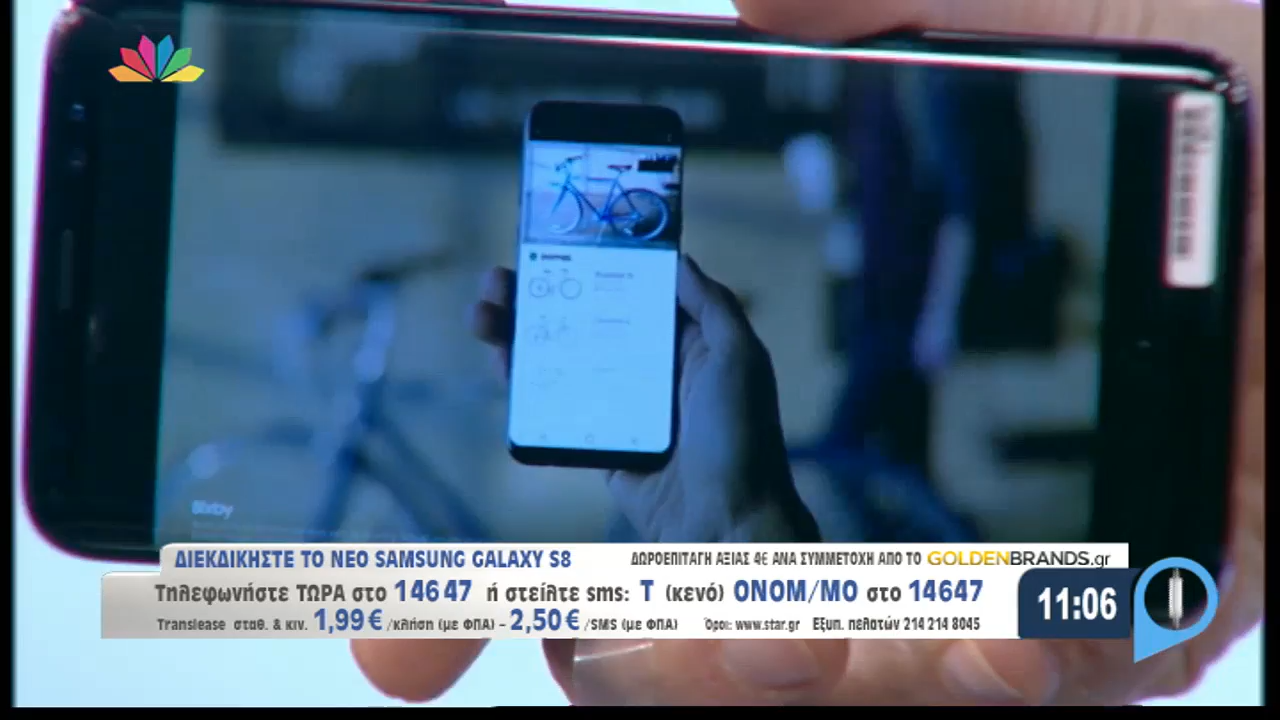 Bixby
ΔΙΕΚΔΙΚΗΣΤΕ ΤΟ ΝΕΟ SAMSUNG GALAXY S8
ΔΩΡΟΕΠΙΤΑΓΗ ΑΞΙΑΣ 4€ ΑΝΑ ΣΥΜΜΕΤΟΧΗ ΑΠΟ ΤΟ GOLDENBRANDS.gr
Τηλεφωνήστε ΤΩΡΑ στο 14647 ή στείλτε sms: Τ (κενό) ΟΝΟΜ/ΜΟ στο 14647
Translease σταθ. & κιν. 1,99€ /κλήση (με ΦΠΑ) – 2,50€ /SMS (με ΦΠΑ) Όροι: www.star.gr Εξυπ. πελατών 214 214 8045
11:06